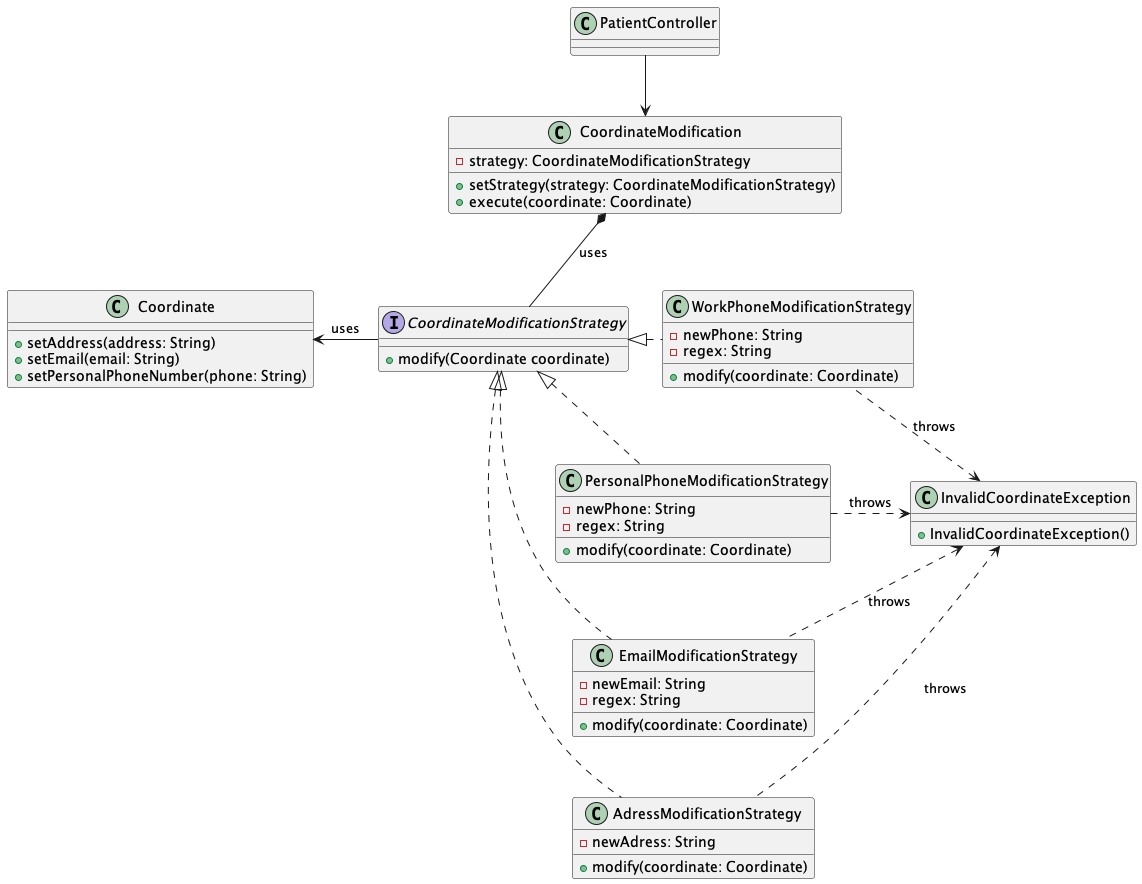 C PatientController
C CoordinateModification
strategy: CoordinateModificationStrategy
setStrategy(strategy: CoordinateModificationStrategy)
execute(coordinate: Coordinate)
uses
C Coordinate
setAddress(address: String)
setEmail(email: String)
setPersonalPhoneNumber(phone: String)
uses
I CoordinateModificationStrategy
modify(Coordinate coordinate)
C WorkPhoneModificationStrategy
newPhone: String
regex: String
modify(coordinate: Coordinate)
throws
C PersonalPhoneModificationStrategy
newPhone: String
regex: String
modify(coordinate: Coordinate)
throws
C InvalidCoordinateException
InvalidCoordinateException()
throws
C EmailModificationStrategy
newEmail: String
regex: String
modify(coordinate: Coordinate)
throws
C AdressModificationStrategy
newAdress: String
modify(coordinate: Coordinate)